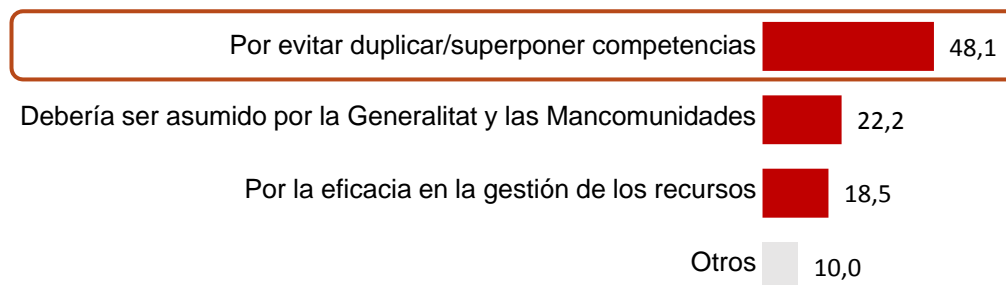 Por evitar duplicar/superponer competencias 48,1
Debería ser asumido por la Generalitat y las Mancomunidades 22,2
Por la eficacia en la gestión de los recursos 18,5
Otros 10,0